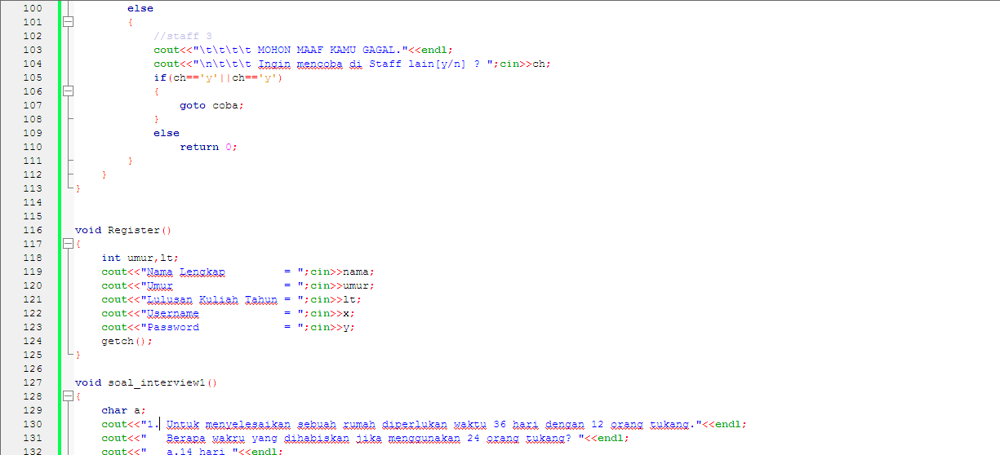 100 else
101 {
102 //staff 3
103 cout<<"\t\t\t\t MOHON MAAF KAMU GAGAL."<<endl;
104 cout<<"\n\t\t\t Ingin mencoba di Staff lain[y/n] ? ";cin>>ch;
105 if(ch=='y'||ch=='y')
106 {
107 goto coba;
108 }
109 else
110 return 0;
111 }
112 }
113 }
114
115
116 void Register()
117 {
118 int umur,lt;
119 cout<<"Nama Lengkap = ";cin>>nama;
120 cout<<"Umur = ";cin>>umur;
121 cout<<"Lulusan Kuliah Tahun = ";cin>>lt;
122 cout<<"Username = ";cin>>x;
123 cout<<"Password = ";cin>>y;
124 getch();
125 }
126
127 void soal_interview1()
128 {
129 char a;
130 cout<<"1. Untuk menyelesaikan sebuah rumah diperlukan waktu 36 hari dengan 12 orang tukang."<<endl;
131 cout<<" Berapa wakru yang dihabiskan jika menggunakan 24 orang tukang? "<<endl;
132 cout<<" a.14 hari "<<endl;